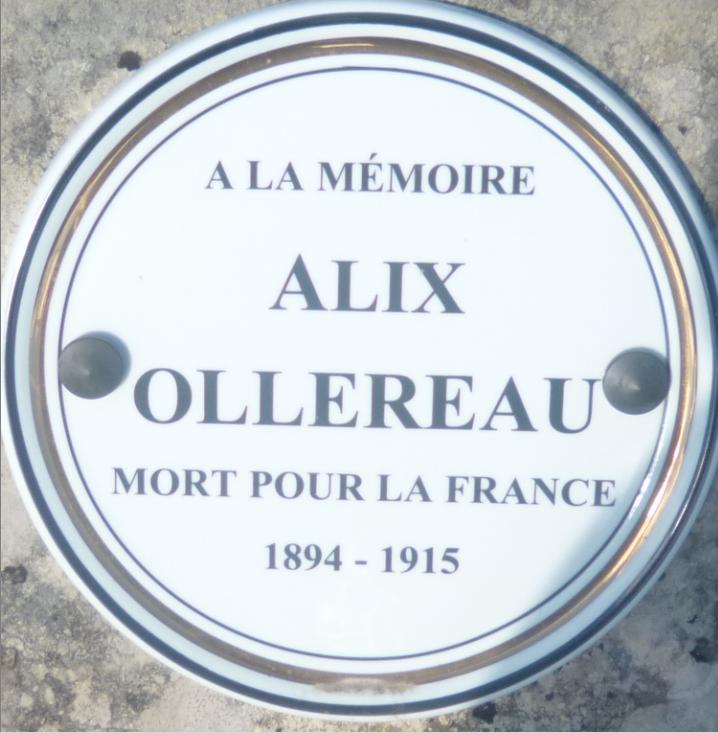 A LA MÉMOIRE
ALIX
OLLEREAU
MORT POUR LA FRANCE
1894 - 1915